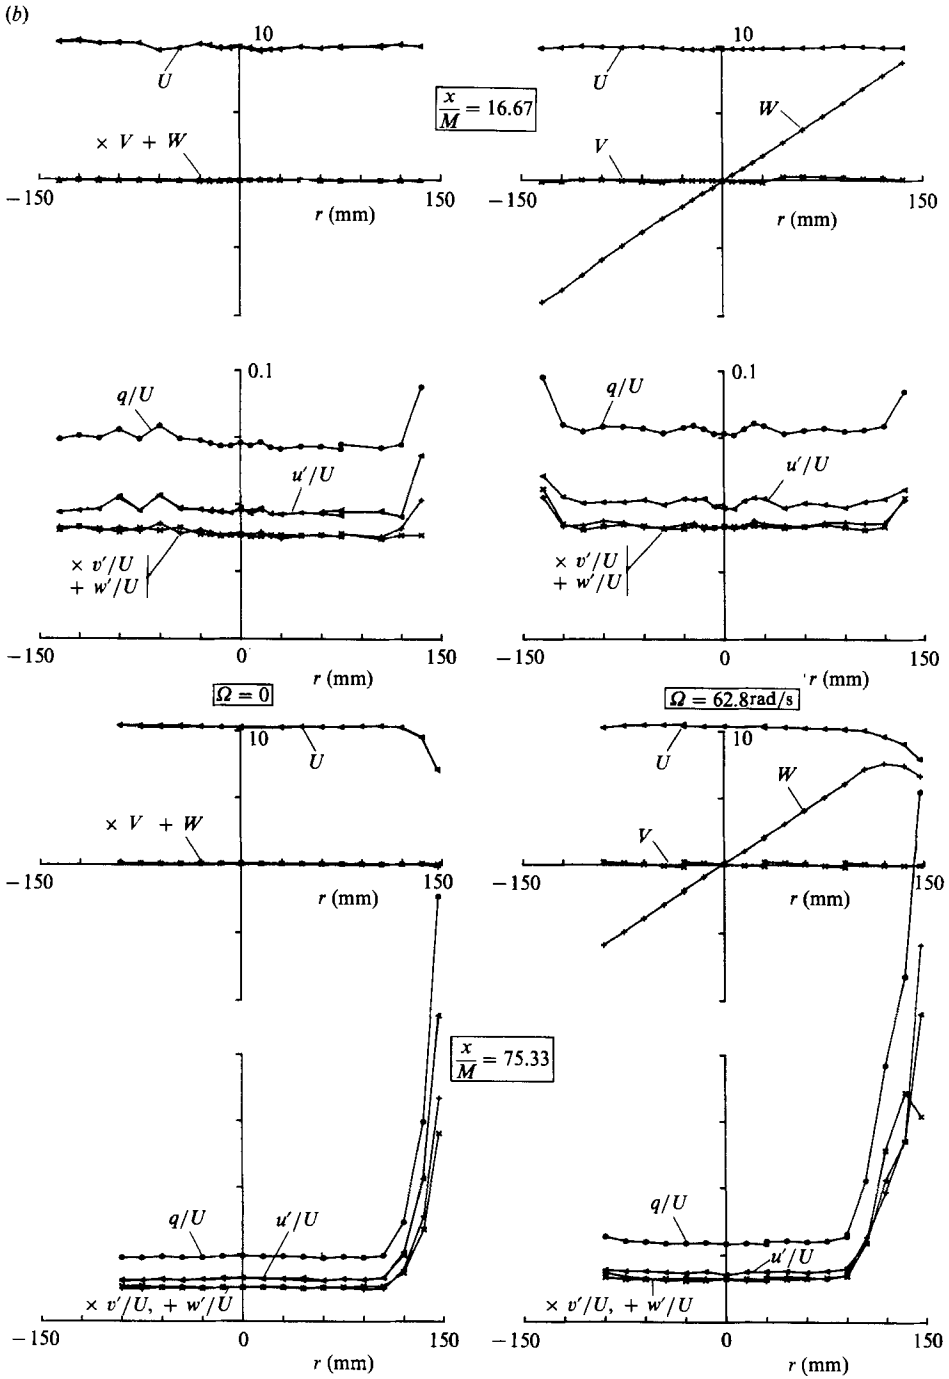 (b)
10
U
× V + W
−150
150
r (mm)
x/M = 16.67
10
U
W
V
−150
150
r (mm)
0.1
q/U
u′/U
× v′/U
+ w′/U
−150
0
150
r (mm)
0.1
q/U
u′/U
× v′/U
+ w′/U
−150
0
150
r (mm)
Ω = 0
Ω = 62.8 rad/s
10
U
× V + W
−150
150
r (mm)
10
U
W
V
−150
150
r (mm)
x/M = 75.33
q/U
u′/U
× v′/U, + w′/U
−150
0
150
r (mm)
q/U
u′/U
× v′/U, + w′/U
−150
0
150
r (mm)